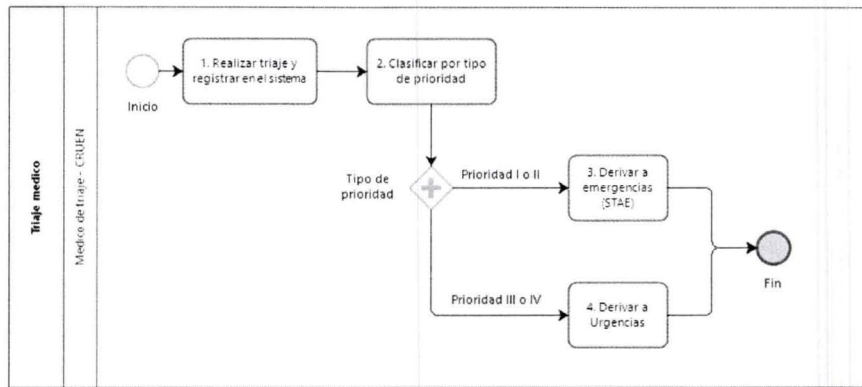 Triaje medico
Medico de triaje - CRUEN
Inicio
1. Realizar triaje y
registrar en el sistema
2. Clasificar por tipo
de prioridad
Tipo de
prioridad
Prioridad I o II
3. Derivar a
emergencias
(STAE)
Prioridad III o IV
4. Derivar a
Urgencias
Fin